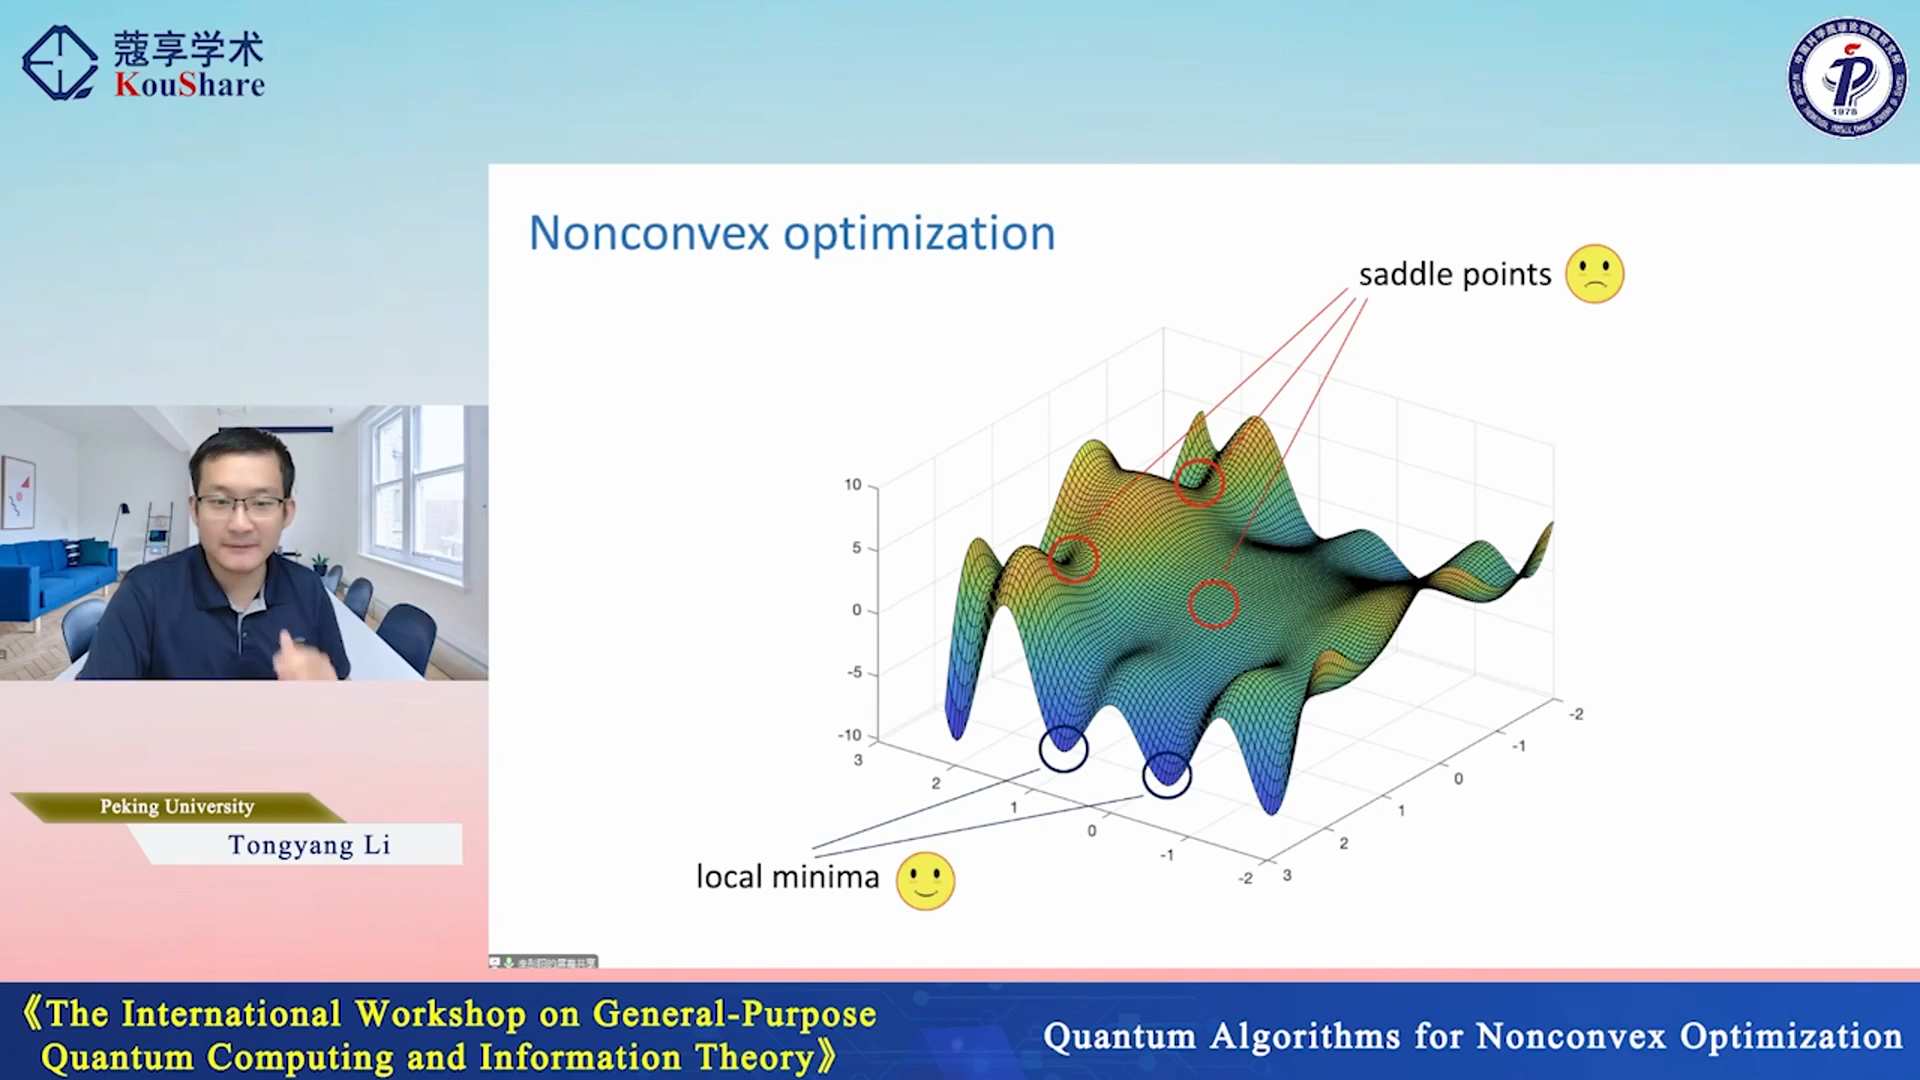 蔻享学术
KouShare
1978
Nonconvex optimization
saddle points
10
5
0
-5
-10
3
2
1
0
-1
-2
3
2
1
0
-1
-2
local minima
Peking University
Tongyang Li
《The International Workshop on General-Purpose
Quantum Computing and Information Theory》
Quantum Algorithms for Nonconvex Optimization